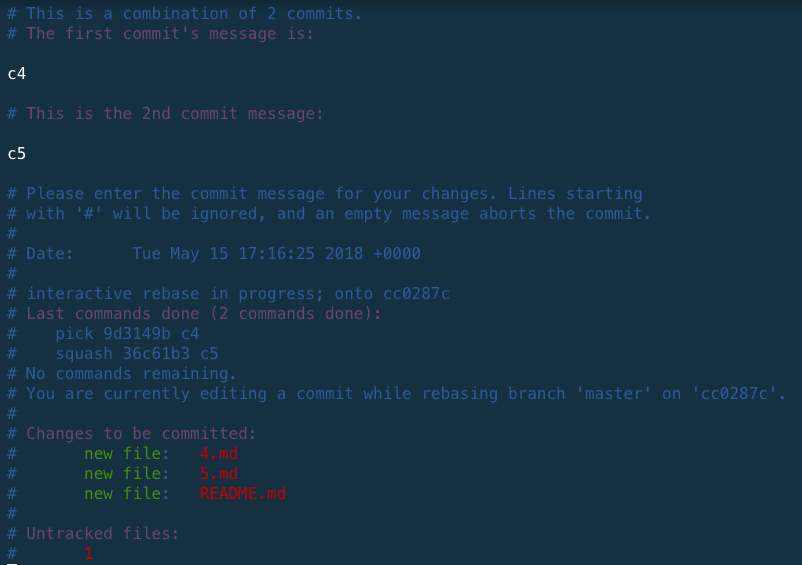 # This is a combination of 2 commits.
# The first commit's message is:
c4
# This is the 2nd commit message:
c5
# Please enter the commit message for your changes. Lines starting
# with '#' will be ignored, and an empty message aborts the commit.
#
# Date:      Tue May 15 17:16:25 2018 +0000
#
# interactive rebase in progress; onto cc0287c
# Last commands done (2 commands done):
#    pick 9d3149b c4
#    squash 36c61b3 c5
# No commands remaining.
# You are currently editing a commit while rebasing branch 'master' on 'cc0287c'.
#
# Changes to be committed:
#       new file:   4.md
#       new file:   5.md
#       new file:   README.md
#
# Untracked files:
#       1